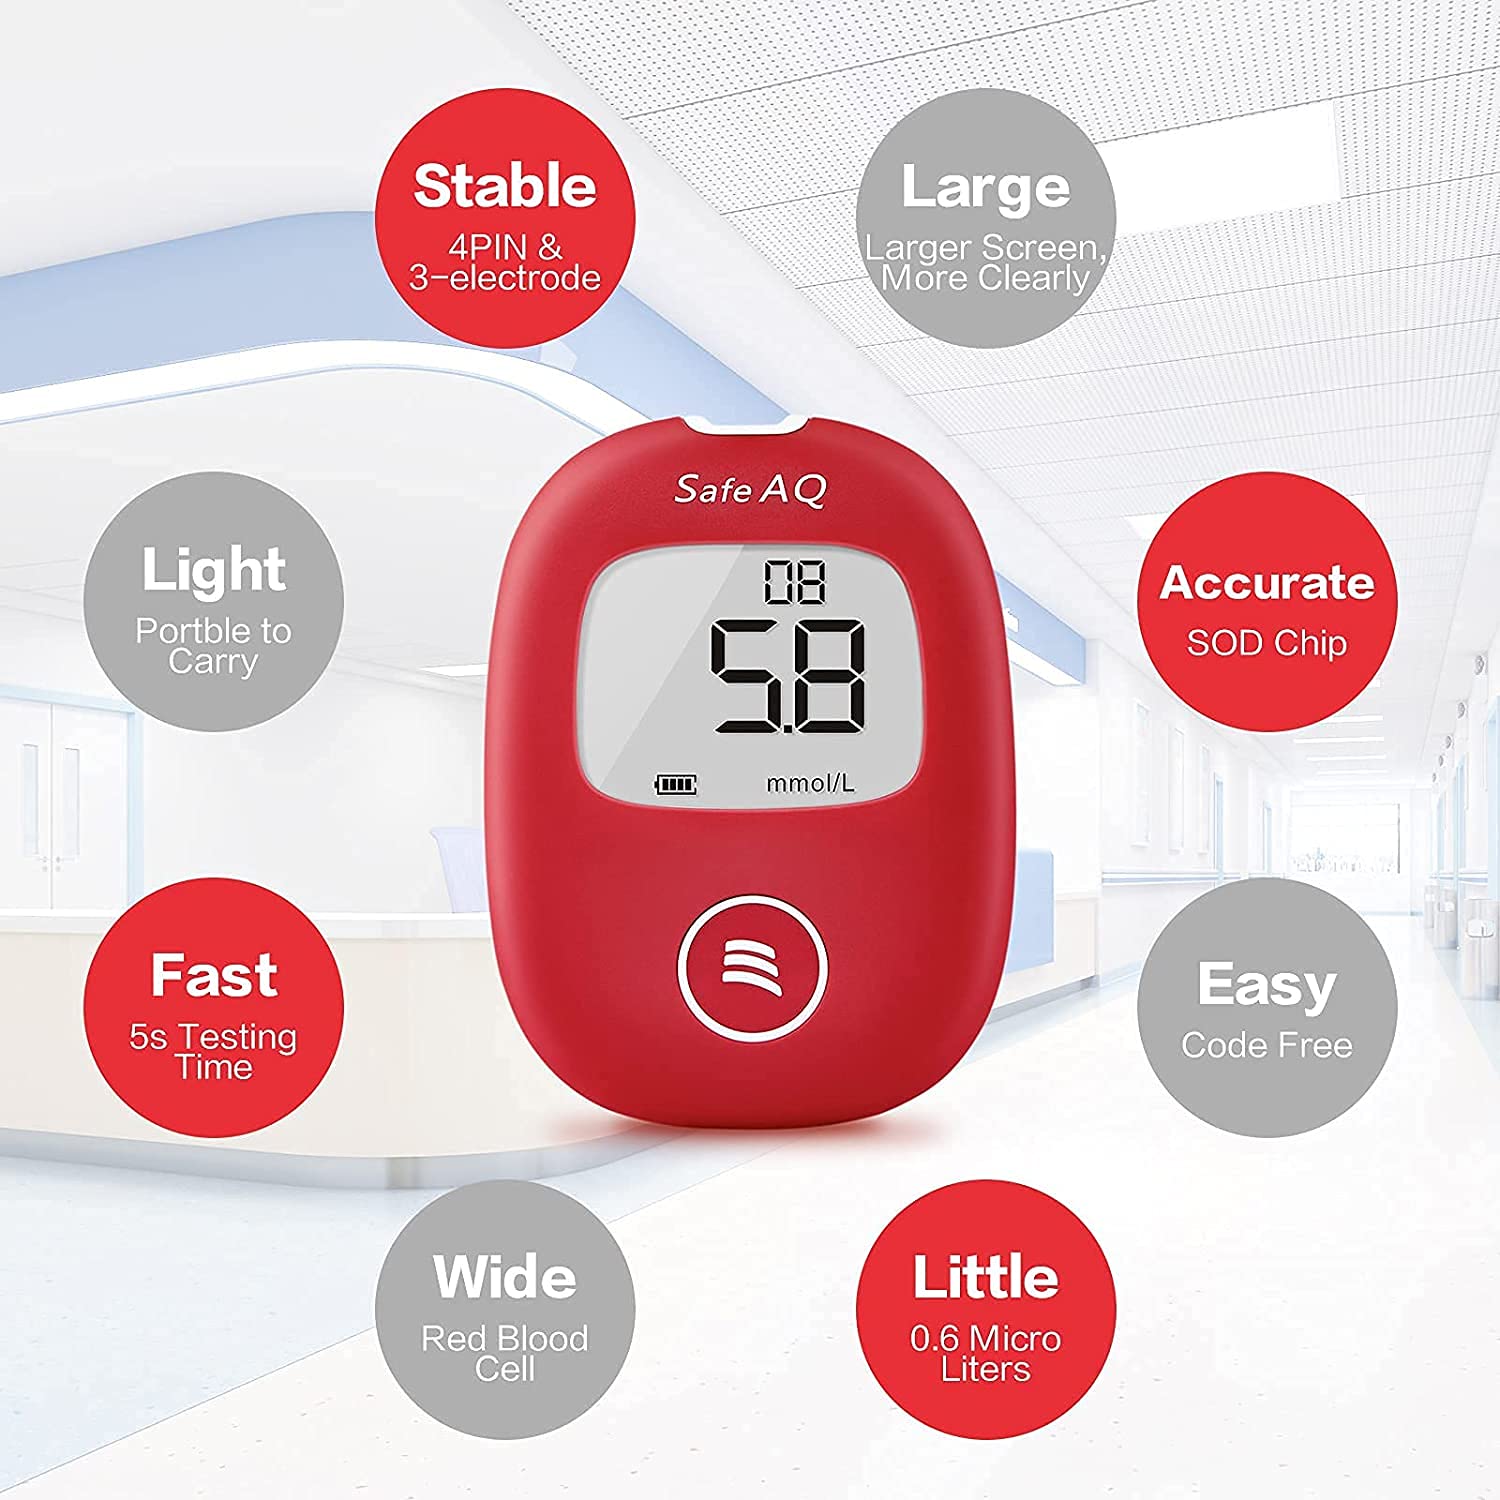 Stable
4PIN &
3-electrode
Large
Larger Screen,
More Clearly
Safe AQ
08
5.8
mmol/L
Light
Portble to
Carry
Accurate
SOD Chip
Fast
5s Testing
Time
Easy
Code Free
Wide
Red Blood
Cell
Little
0.6 Micro
Liters